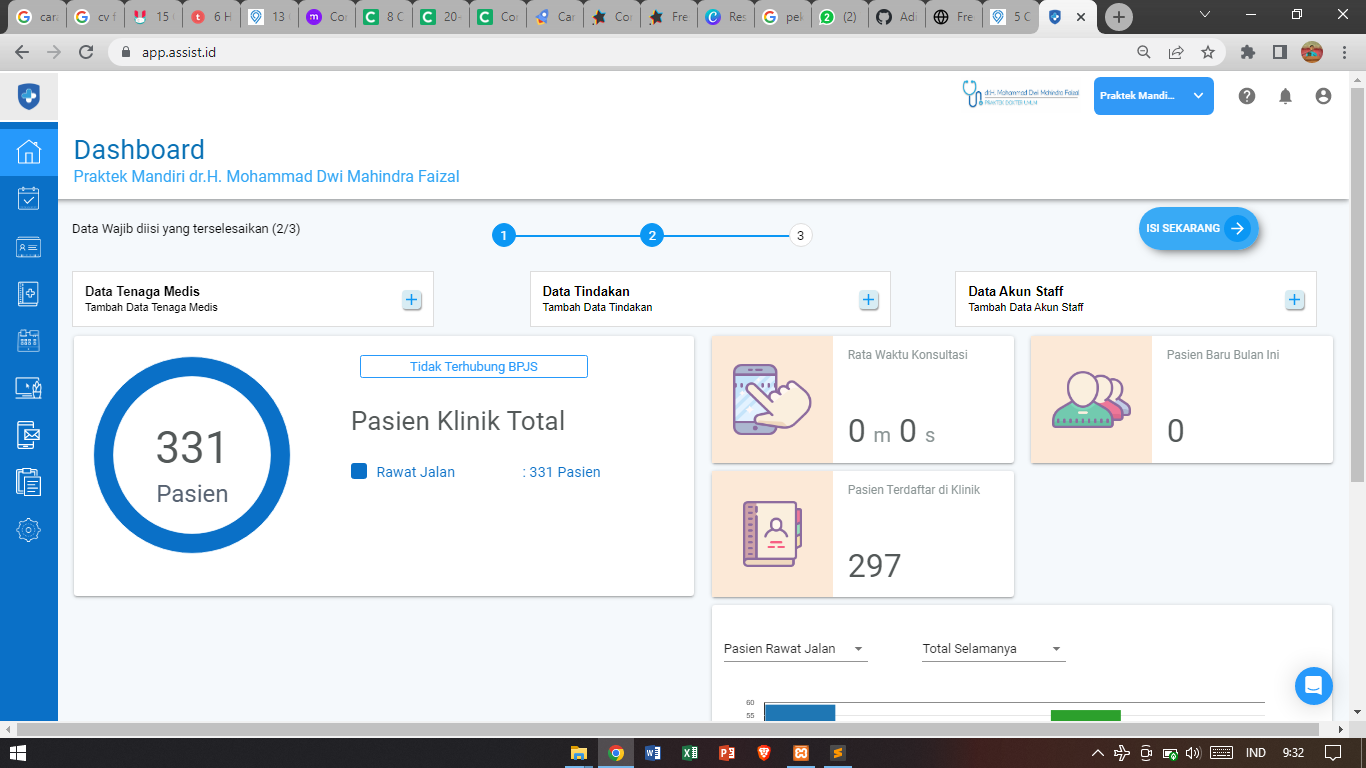 cara
cv f
15
6 H
13
Cor
8 C
20+
Co
Car
Co
Fre
Res
pel
(2)
Adi
Fre
5 C
app.assist.id
drH. Mohammad Dwi Mahindra Faizal
PRAKTEK DOKTER UMUM
Praktek Mandi...
Dashboard
Praktek Mandiri dr.H. Mohammad Dwi Mahindra Faizal
Data Wajib diisi yang terselesaikan (2/3)
1
2
3
ISI SEKARANG
Data Tenaga Medis
Tambah Data Tenaga Medis
Data Tindakan
Tambah Data Tindakan
Data Akun Staff
Tambah Data Akun Staff
331
Pasien
Tidak Terhubung BPJS
Pasien Klinik Total
Rawat Jalan : 331 Pasien
Rata Waktu Konsultasi
0 m 0 s
Pasien Baru Bulan Ini
0
Pasien Terdaftar di Klinik
297
Pasien Rawat Jalan
Total Selamanya
60
55
IND
9:32